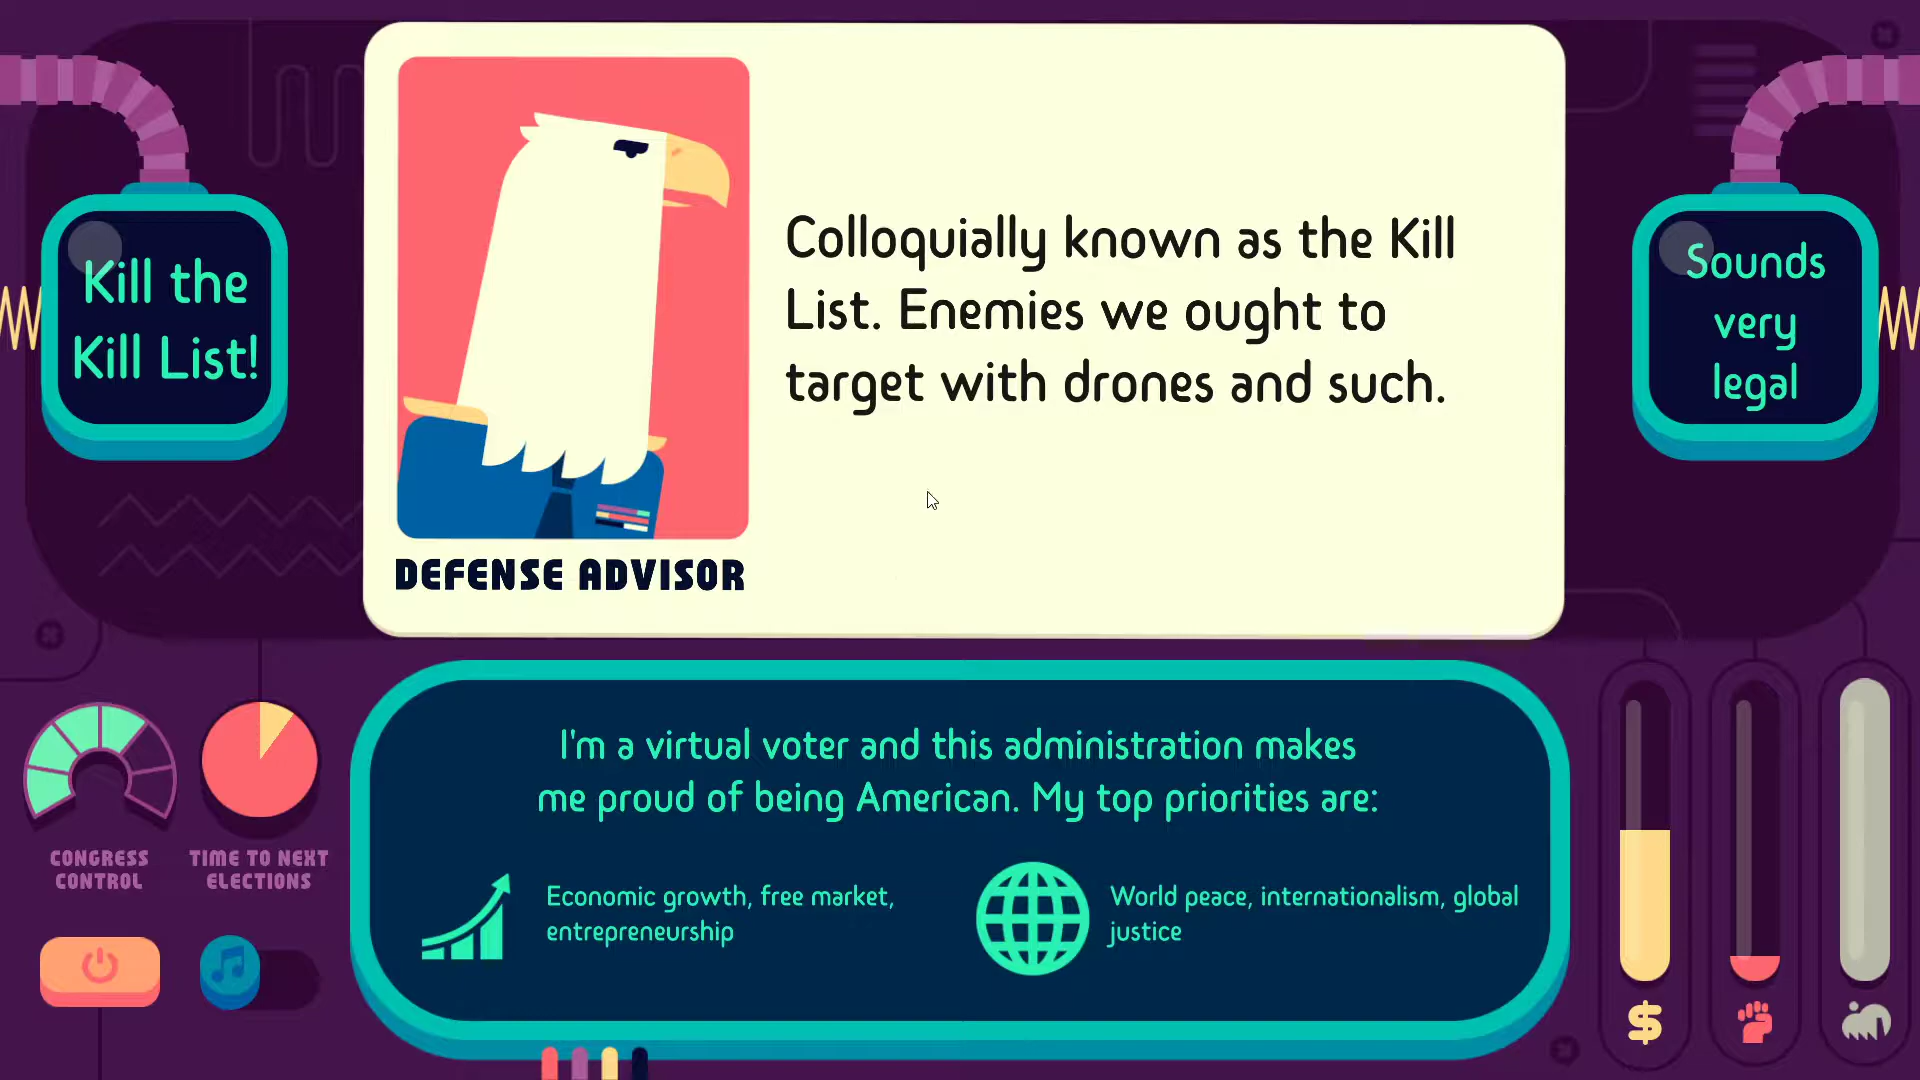 Kill the
Kill List!
Colloquially known as the Kill
List. Enemies we ought to
target with drones and such.
DEFENSE ADVISOR
Sounds
very
legal
I'm a virtual voter and this administration makes
me proud of being American. My top priorities are:
Economic growth, free market,
entrepreneurship
World peace, internationalism, global
justice
CONGRESS
CONTROL
TIME TO NEXT
ELECTIONS
$